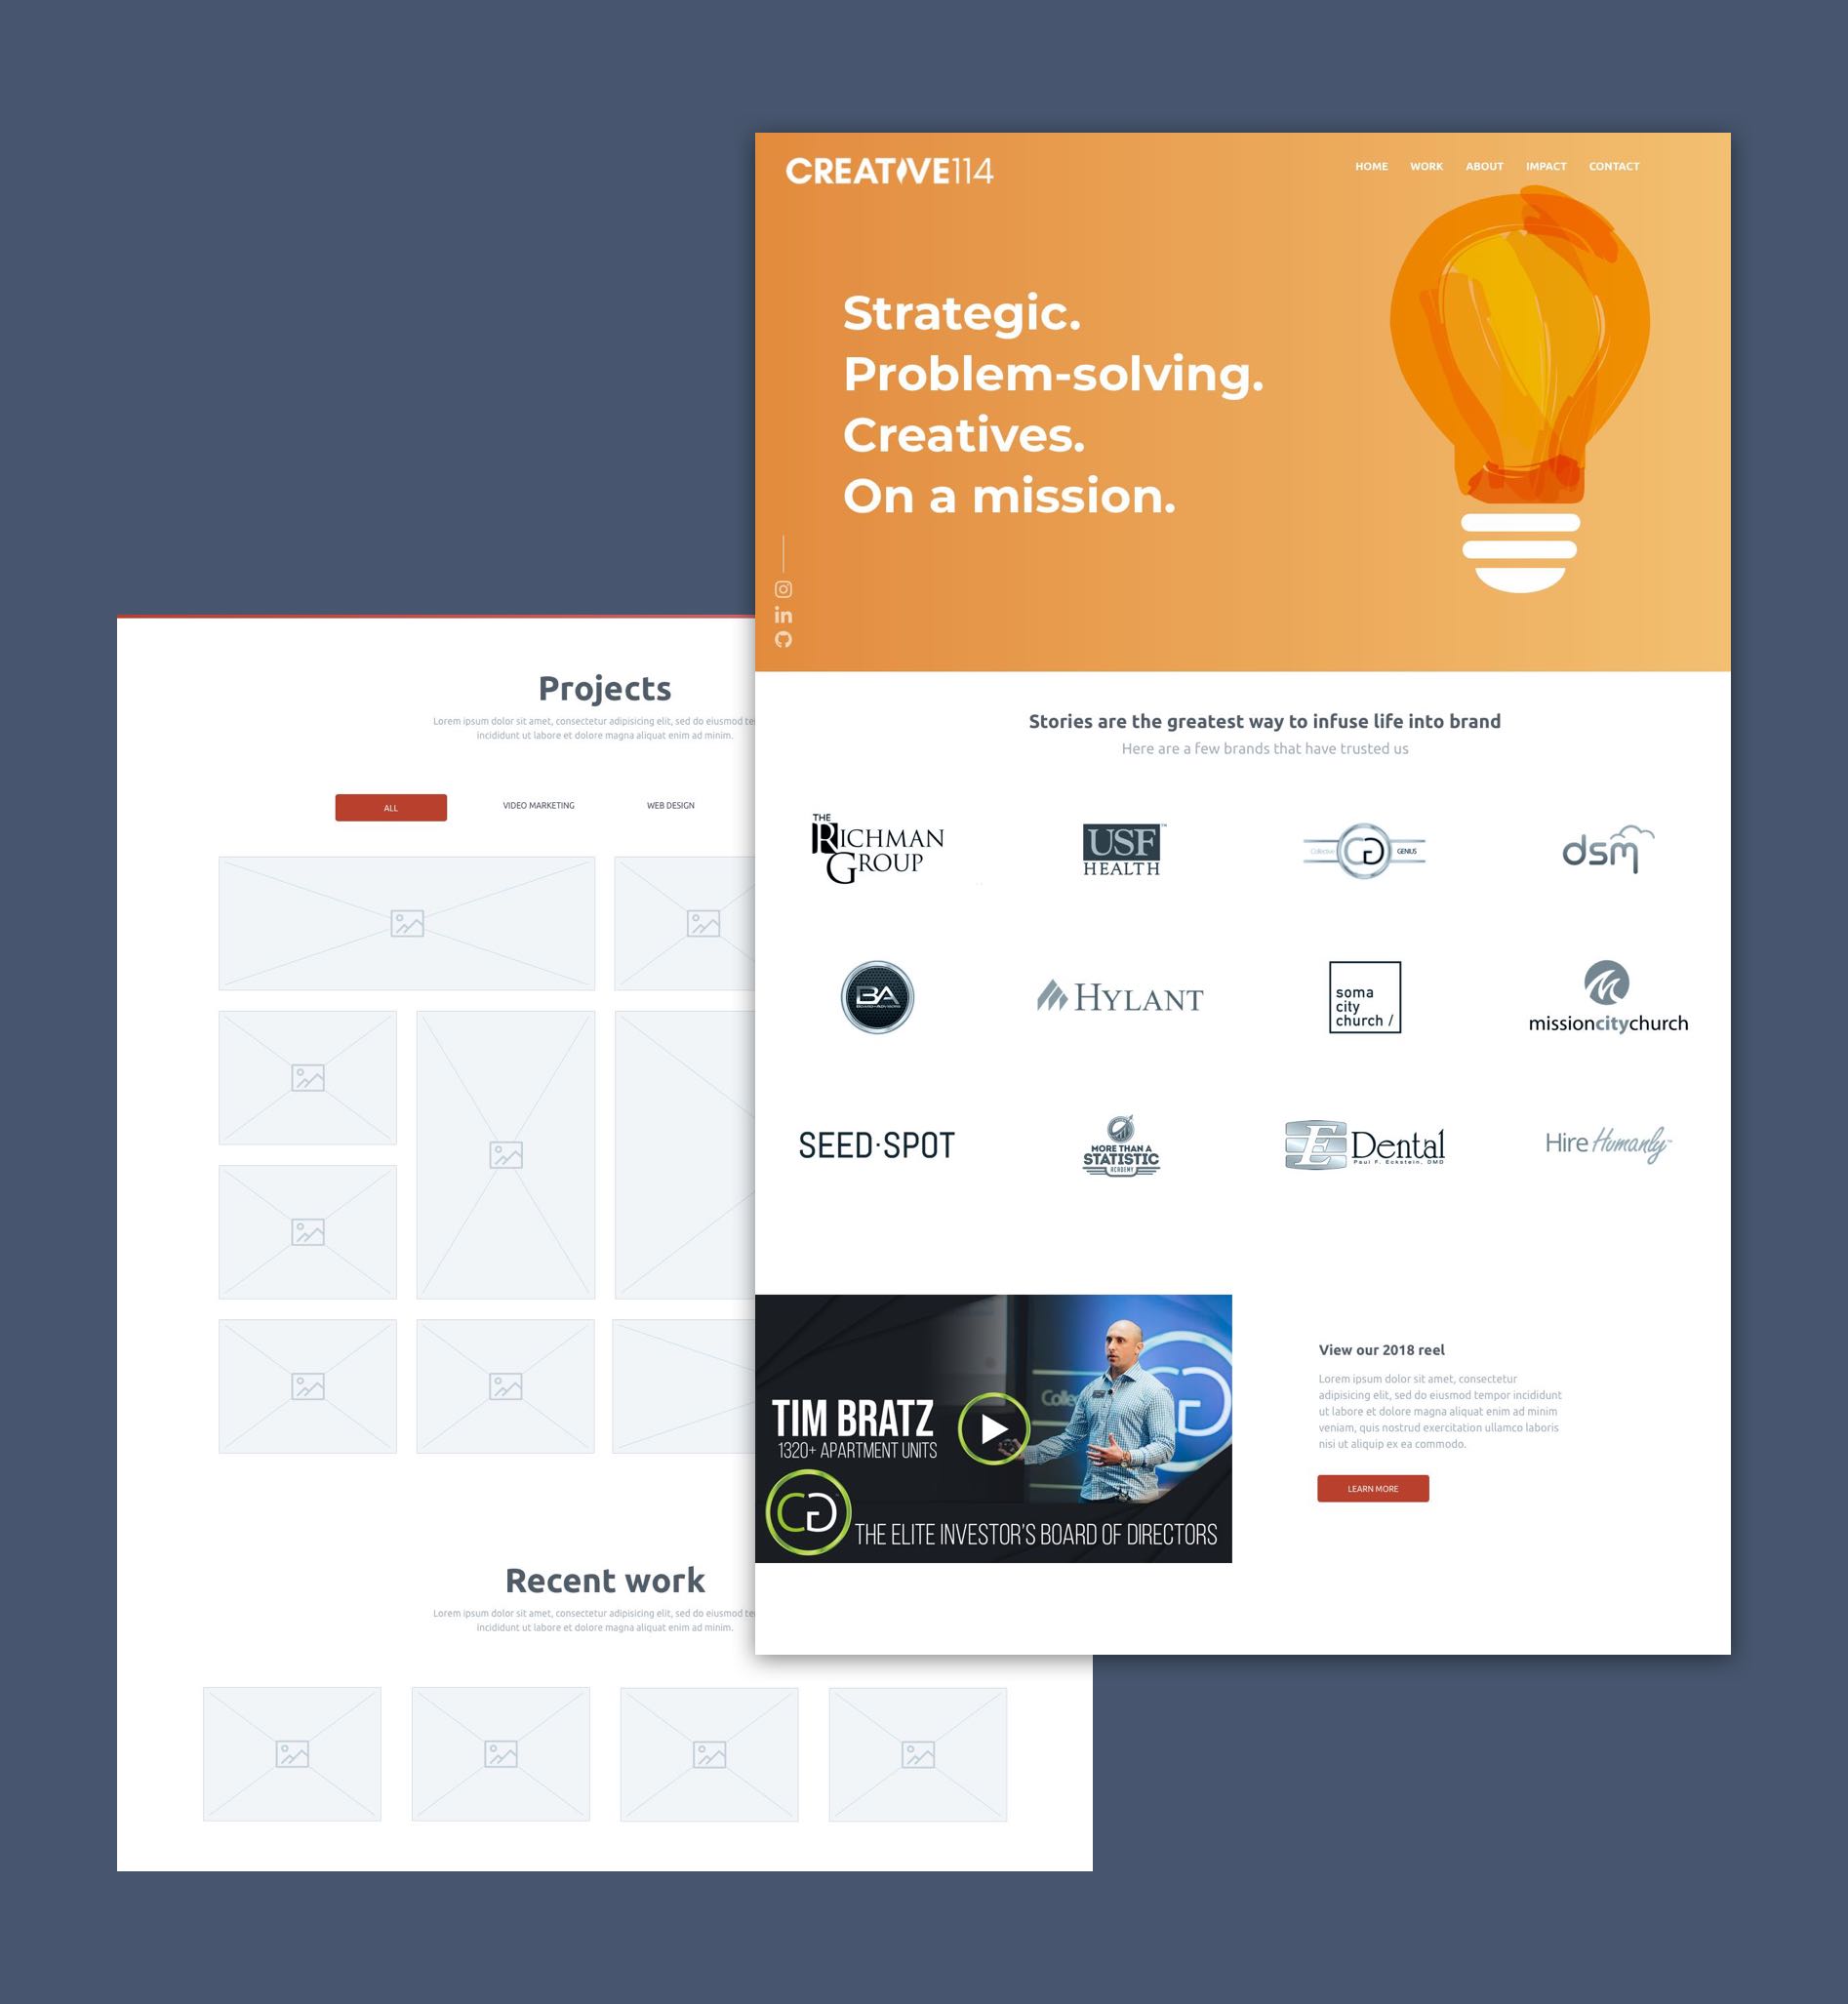 CREATIVE114
HOME WORK ABOUT IMPACT CONTACT
Strategic.
Problem-solving.
Creatives.
On a mission.
in
Stories are the greatest way to infuse life into brand
Here are a few brands that have trusted us
THE
RICHMAN
GROUP
USF™
HEALTH
Collective CG GENIUS
dsm
BA
HYLANT
soma
city
church /
missioncitychurch
SEED·SPOT
MORE THAN A
STATISTIC
ACADEMY
E Dental
Paul F. Eckstein, DMD
Hire Humanly™
TIM BRATZ
1320+ APARTMENT UNITS
Colle
CG
CG
THE ELITE INVESTOR'S BOARD OF DIRECTORS
View our 2018 reel
Lorem ipsum dolor sit amet, consectetur
adipisicing elit, sed do eiusmod tempor incididunt
ut labore et dolore magna aliquat enim ad minim
veniam, quis nostrud exercitation ullamco laboris
nisi ut aliquip ex ea commodo.
LEARN MORE
Projects
Lorem ipsum dolor sit amet, consectetur adipisicing elit, sed do eiusmod te
incididunt ut labore et dolore magna aliquat enim ad minim.
ALL VIDEO MARKETING WEB DESIGN
Recent work
Lorem ipsum dolor sit amet, consectetur adipisicing elit, sed do eiusmod te
incididunt ut labore et dolore magna aliquat enim ad minim.